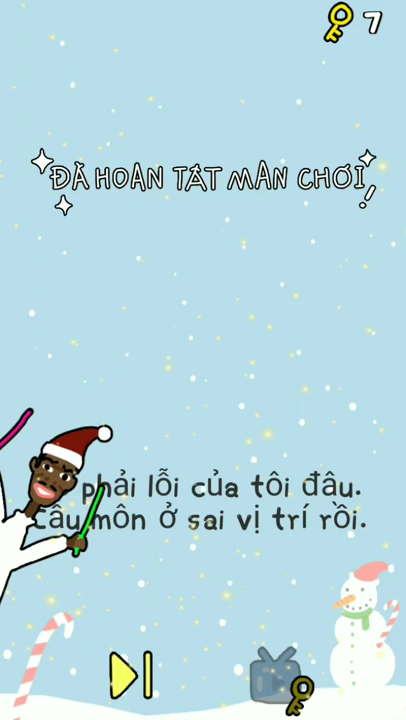 7
ĐÃ HOÀN TẤT MÀN CHƠI!
phải lỗi của tôi đâu.
Cầu môn ở sai vị trí rồi.